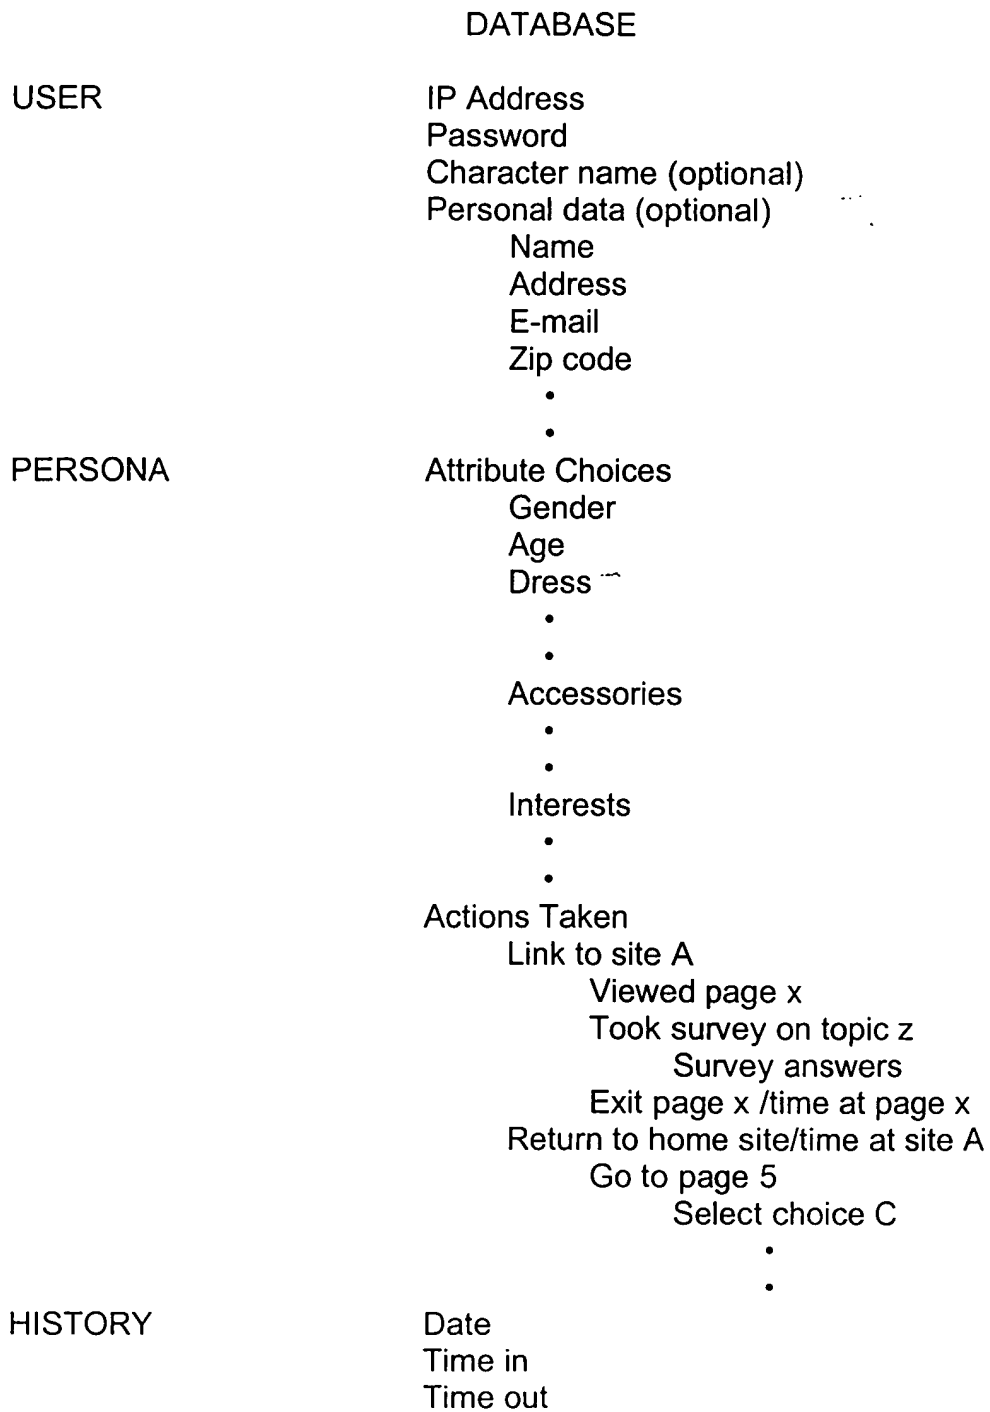 DATABASE
USER IP Address
Password
Character name (optional)
Personal data (optional)
Name
Address
E-mail
Zip code
•
•
PERSONA Attribute Choices
Gender
Age
Dress
•
•
Accessories
•
•
Interests
•
•
Actions Taken
Link to site A
Viewed page x
Took survey on topic z
Survey answers
Exit page x /time at page x
Return to home site/time at site A
Go to page 5
Select choice C
•
•
HISTORY Date
Time in
Time out